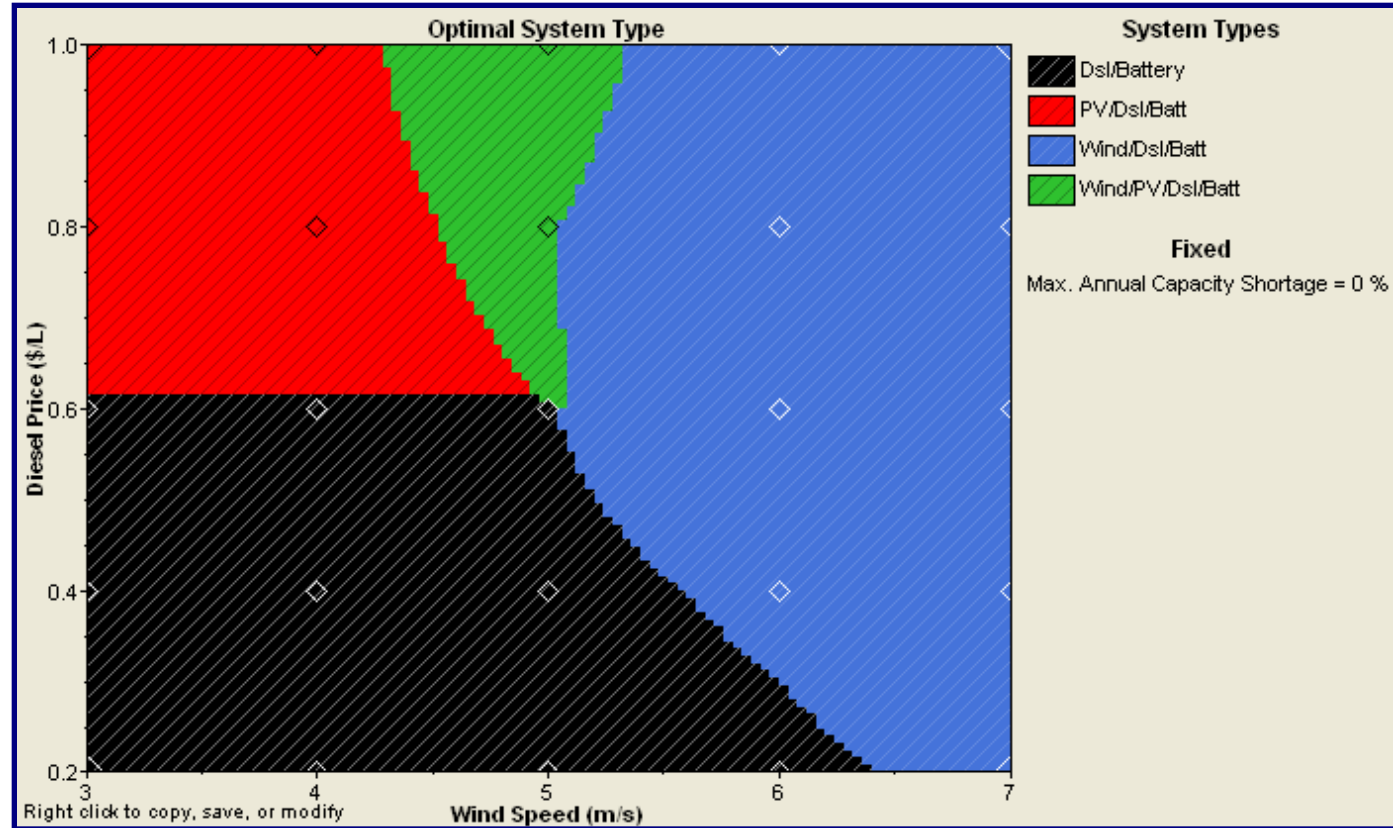 Optimal System Type
System Types
Dsl/Battery
PV/Dsl/Batt
Wind/Dsl/Batt
Wind/PV/Dsl/Batt
Fixed
Max. Annual Capacity Shortage = 0 %
Diesel Price ($/L)
1.0
0.8
0.6
0.4
0.2
3 4 5 6 7
Wind Speed (m/s)
Right click to copy, save, or modify